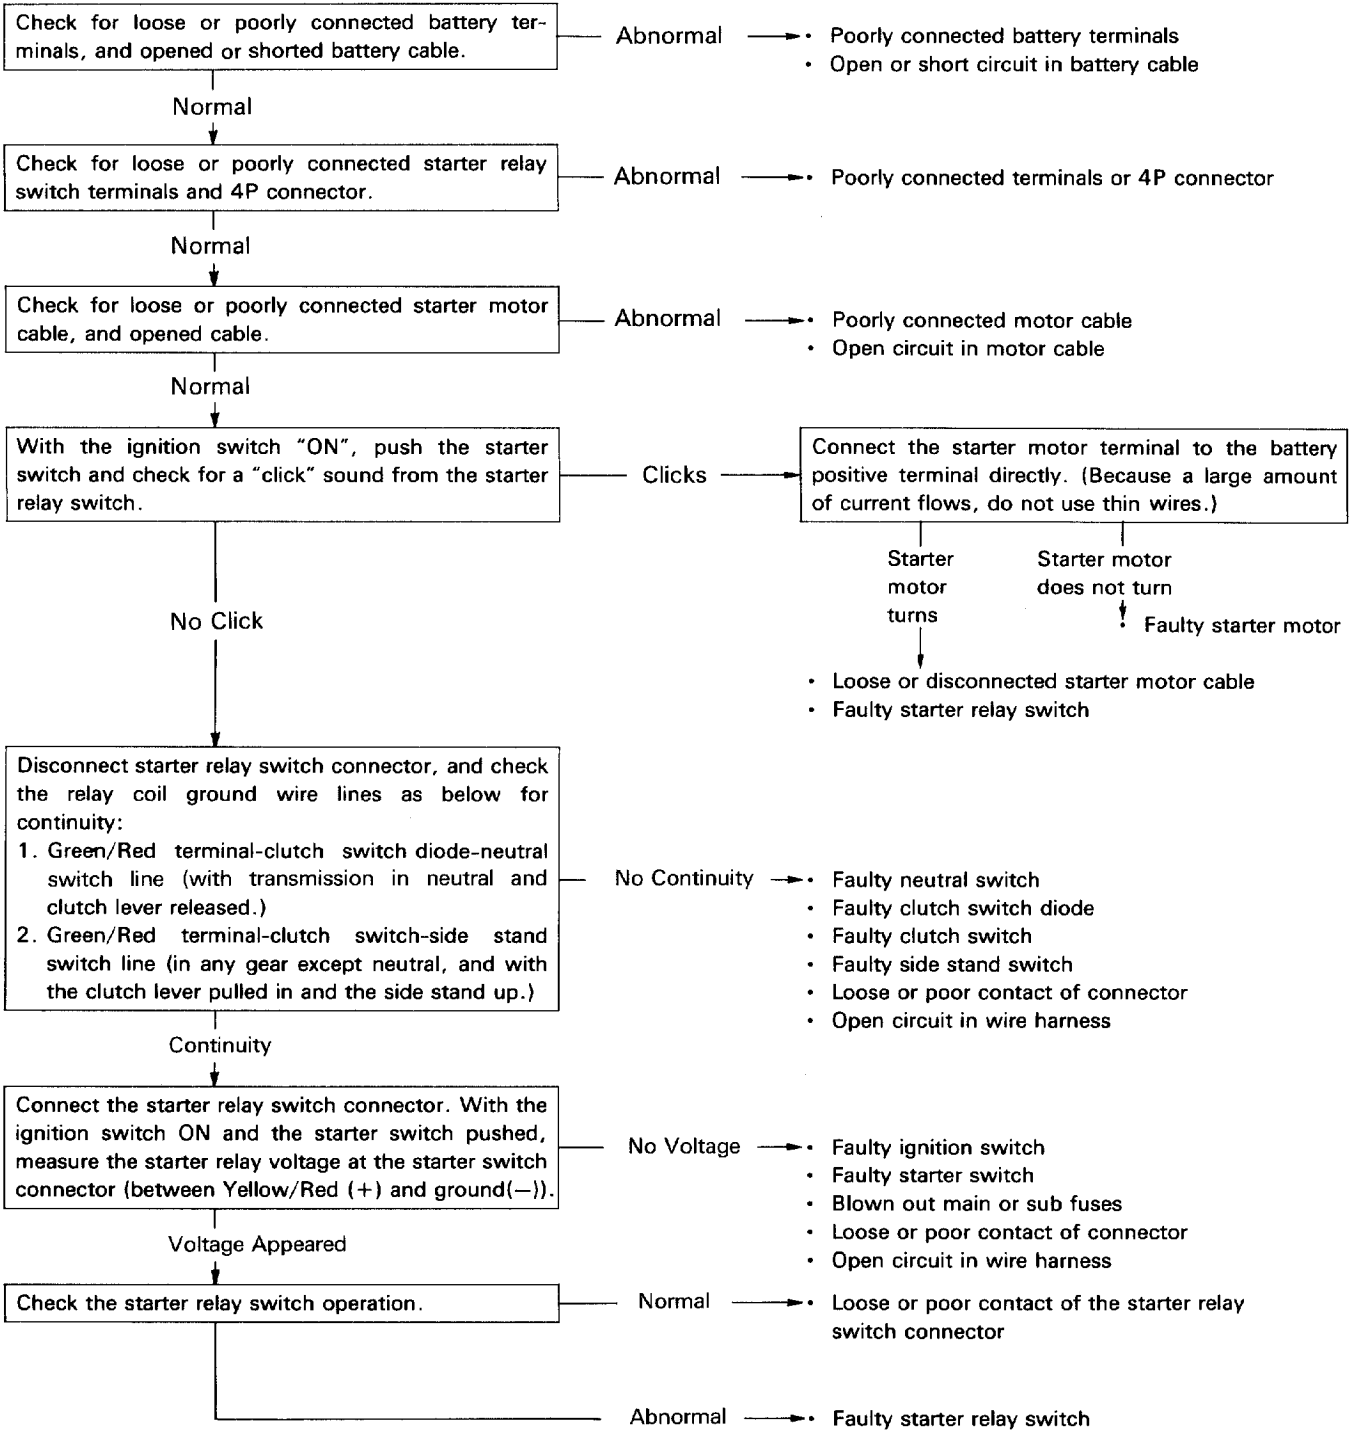 Check for loose or poorly connected battery ter-
minals, and opened or shorted battery cable.
Abnormal
• Poorly connected battery terminals
• Open or short circuit in battery cable
Normal
Check for loose or poorly connected starter relay
switch terminals and 4P connector.
Abnormal
• Poorly connected terminals or 4P connector
Normal
Check for loose or poorly connected starter motor
cable, and opened cable.
Abnormal
• Poorly connected motor cable
• Open circuit in motor cable
Normal
With the ignition switch “ON”, push the starter
switch and check for a “click” sound from the starter
relay switch.
Clicks
Connect the starter motor terminal to the battery
positive terminal directly. (Because a large amount
of current flows, do not use thin wires.)
Starter
motor
turns
Starter motor
does not turn
• Faulty starter motor
• Loose or disconnected starter motor cable
• Faulty starter relay switch
No Click
Disconnect starter relay switch connector, and check
the relay coil ground wire lines as below for
continuity:
1. Green/Red terminal-clutch switch diode-neutral
switch line (with transmission in neutral and
clutch lever released.)
2. Green/Red terminal-clutch switch-side stand
switch line (in any gear except neutral, and with
the clutch lever pulled in and the side stand up.)
No Continuity
• Faulty neutral switch
• Faulty clutch switch diode
• Faulty clutch switch
• Faulty side stand switch
• Loose or poor contact of connector
• Open circuit in wire harness
Continuity
Connect the starter relay switch connector. With the
ignition switch ON and the starter switch pushed,
measure the starter relay voltage at the starter switch
connector (between Yellow/Red (+) and ground(−)).
No Voltage
• Faulty ignition switch
• Faulty starter switch
• Blown out main or sub fuses
• Loose or poor contact of connector
• Open circuit in wire harness
Voltage Appeared
Check the starter relay switch operation.
Normal
• Loose or poor contact of the starter relay
switch connector
Abnormal
• Faulty starter relay switch